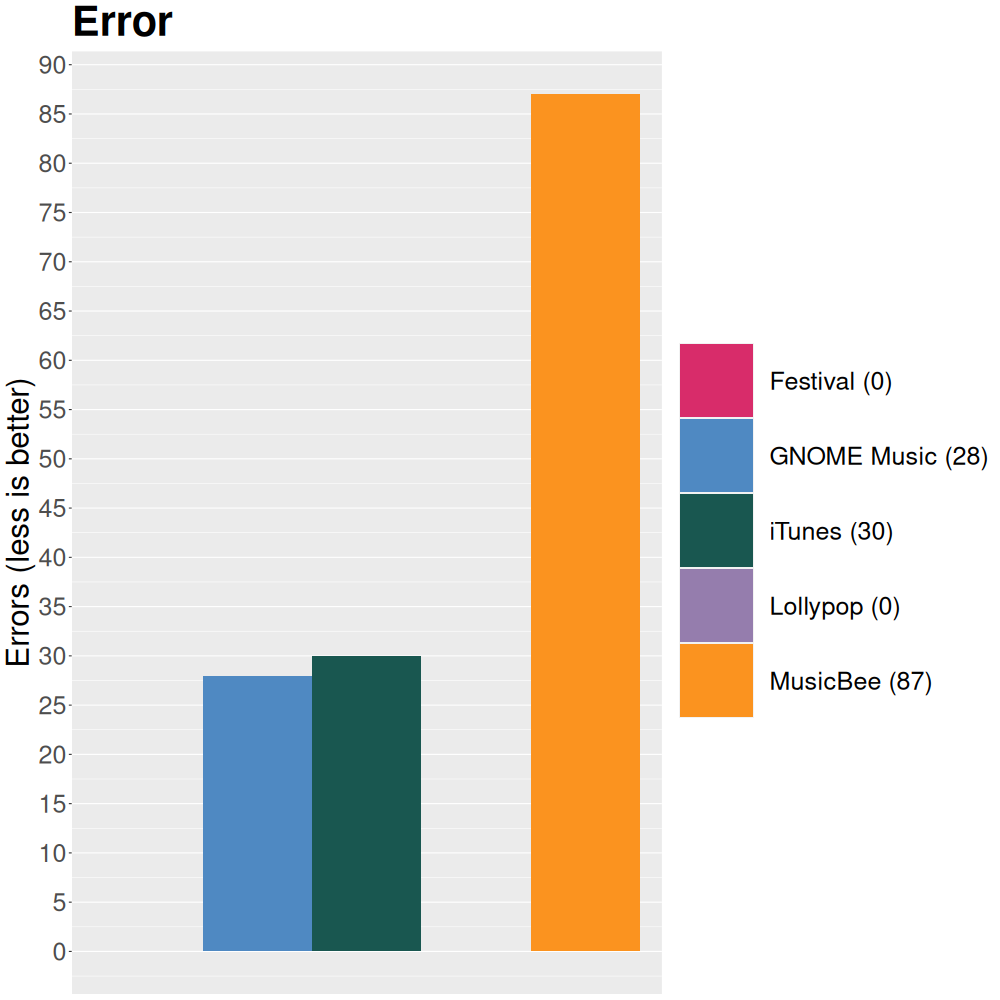 Error
Errors (less is better)
90
85
80
75
70
65
60
55
50
45
40
35
30
25
20
15
10
5
0
Festival (0)
GNOME Music (28)
iTunes (30)
Lollypop (0)
MusicBee (87)